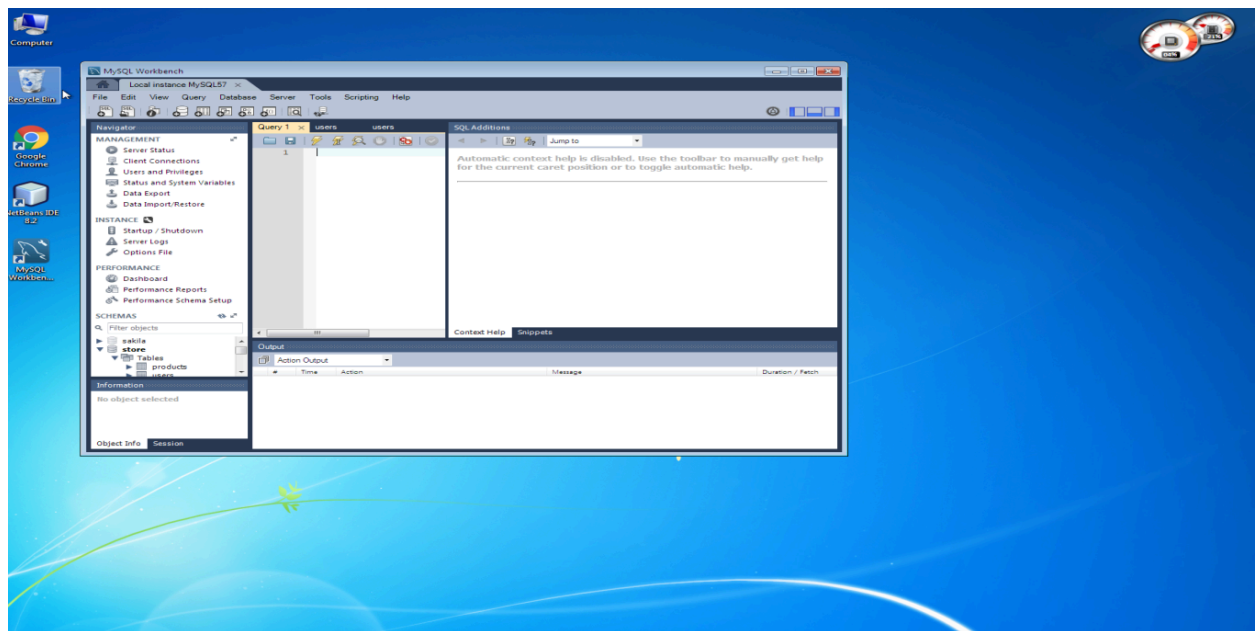 Computer
Recycle Bin
Google
Chrome
NetBeans IDE
8.2
MySQL
Workben...
MySQL Workbench
Local instance MySQL57 ×
File Edit View Query Database Server Tools Scripting Help
Navigator
MANAGEMENT
Server Status
Client Connections
Users and Privileges
Status and System Variables
Data Export
Data Import/Restore
INSTANCE
Startup / Shutdown
Server Logs
Options File
PERFORMANCE
Dashboard
Performance Reports
Performance Schema Setup
SCHEMAS
Filter objects
sakila
store
Tables
products
users
Information
No object selected
Object Info Session
Query 1 × users users
1
SQL Additions
Jump to
Automatic context help is disabled. Use the toolbar to manually get help
for the current caret position or to toggle automatic help.
Context Help Snippets
Output
Action Output
# Time Action Message Duration / Fetch